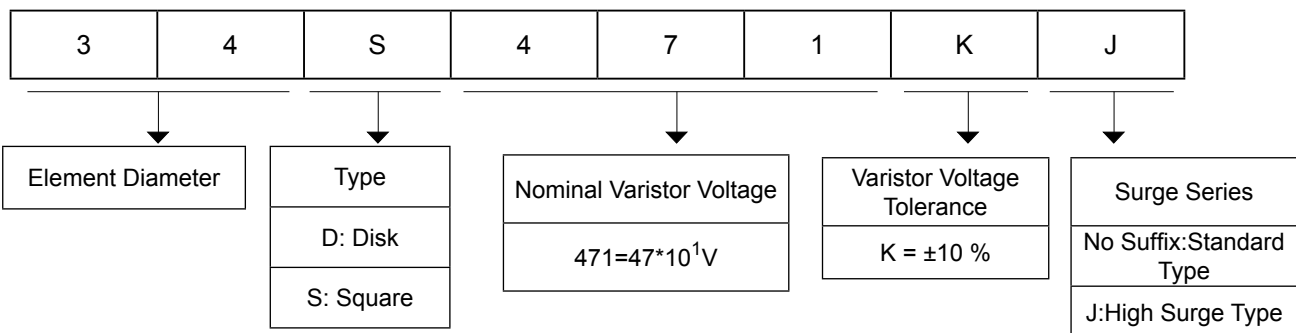 3 4 S 4 7 1 K J
Element Diameter
Type
D: Disk
S: Square
Nominal Varistor Voltage
471=47*10¹V
Varistor Voltage
Tolerance
K = ±10 %
Surge Series
No Suffix:Standard
Type
J:High Surge Type